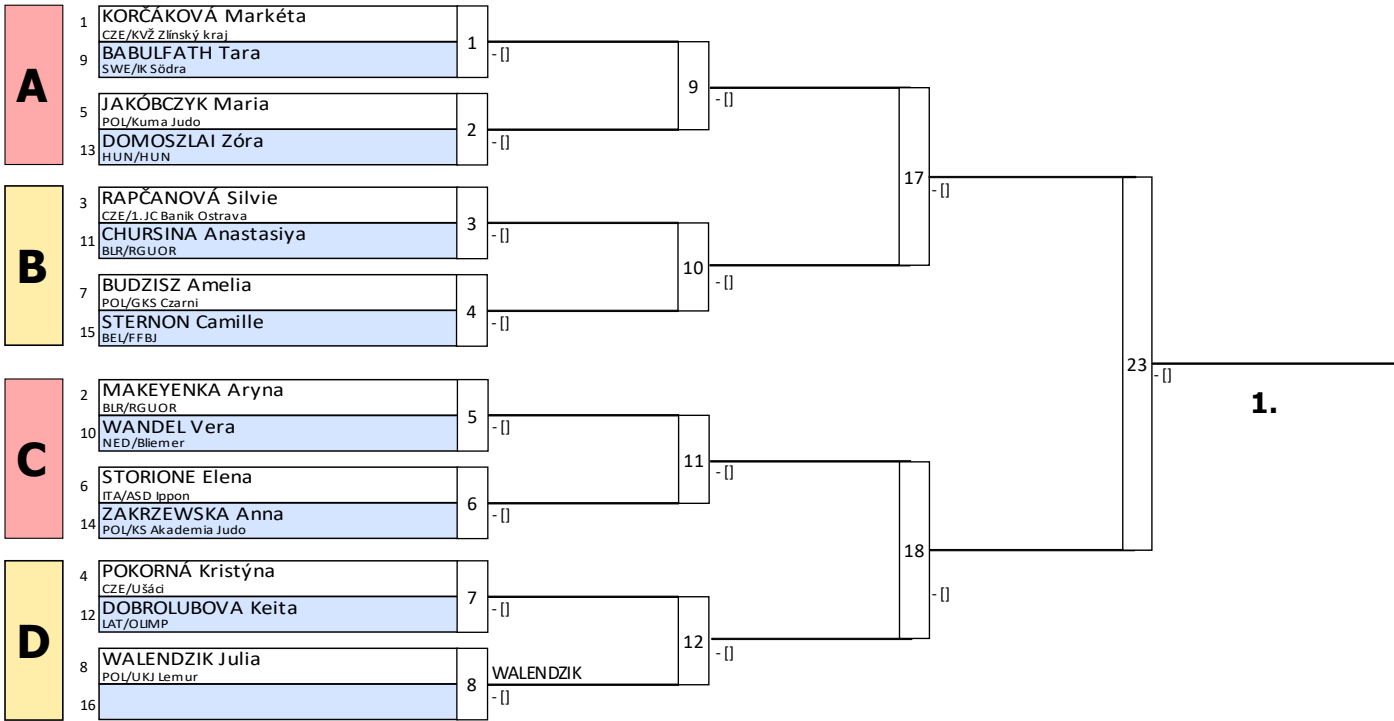 A
1 KORČÁKOVÁ Markéta
CZE/KVŽ Zlínský kraj
1
- []
9 BABULFATH Tara
SWE/IK Södra
9
- []
5 JAKÓBCZYK Maria
POL/Kuma Judo
2
- []
13 DOMOSZLAI Zóra
HUN/HUN
17
- []
B
3 RAPČANOVÁ Silvie
CZE/1. JC Baník Ostrava
3
- []
11 CHURSINA Anastasiya
BLR/RGUOR
10
- []
7 BUDZISZ Amelia
POL/GKS Czarni
4
- []
15 STERNON Camille
BEL/FFBJ
23
- []
1.
C
2 MAKEYENKA Aryna
BLR/RGUOR
5
- []
10 WANDEL Vera
NED/Bliemer
11
- []
6 STORIONE Elena
ITA/ASD Ippon
6
- []
14 ZAKRZEWSKA Anna
POL/KS Akademia Judo
18
- []
D
4 POKORNÁ Kristýna
CZE/Ušáci
7
- []
12 DOBROLUBOVA Keita
LAT/OLIMP
12
- []
8 WALENDZIK Julia
POL/UKJ Lemur
8
WALENDZIK
- []
16